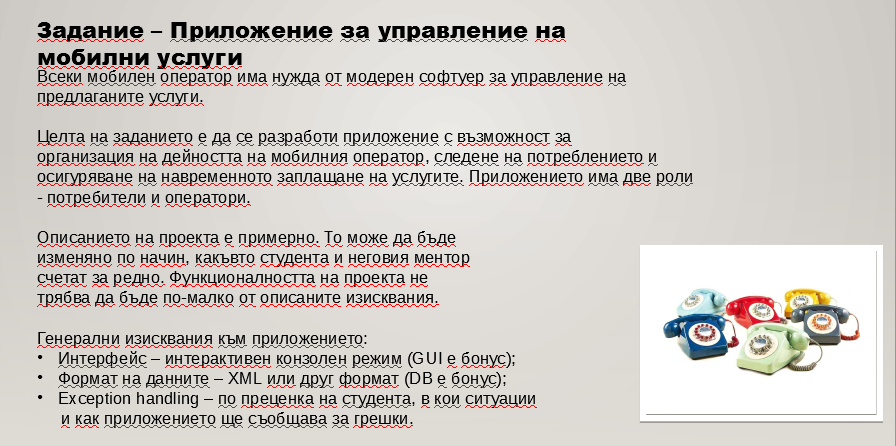 Задание – Приложение за управление на
мобилни услуги
Всеки мобилен оператор има нужда от модерен софтуер за управление на
предлаганите услуги.
Целта на заданието е да се разработи приложение с възможност за
организация на дейността на мобилния оператор, следене на потреблението и
осигуряване на навременното заплащане на услугите. Приложението има две роли
- потребители и оператори.
Описанието на проекта е примерно. То може да бъде
изменяно по начин, какъвто студента и неговия ментор
счетат за редно. Функционалността на проекта не
трябва да бъде по-малко от описаните изисквания.
Генерални изисквания към приложението:
• Интерфейс – интерактивен конзолен режим (GUI е бонус);
• Формат на данните – XML или друг формат (DB е бонус);
• Exception handling – по преценка на студента, в кои ситуации
и как приложението ще съобщава за грешки.